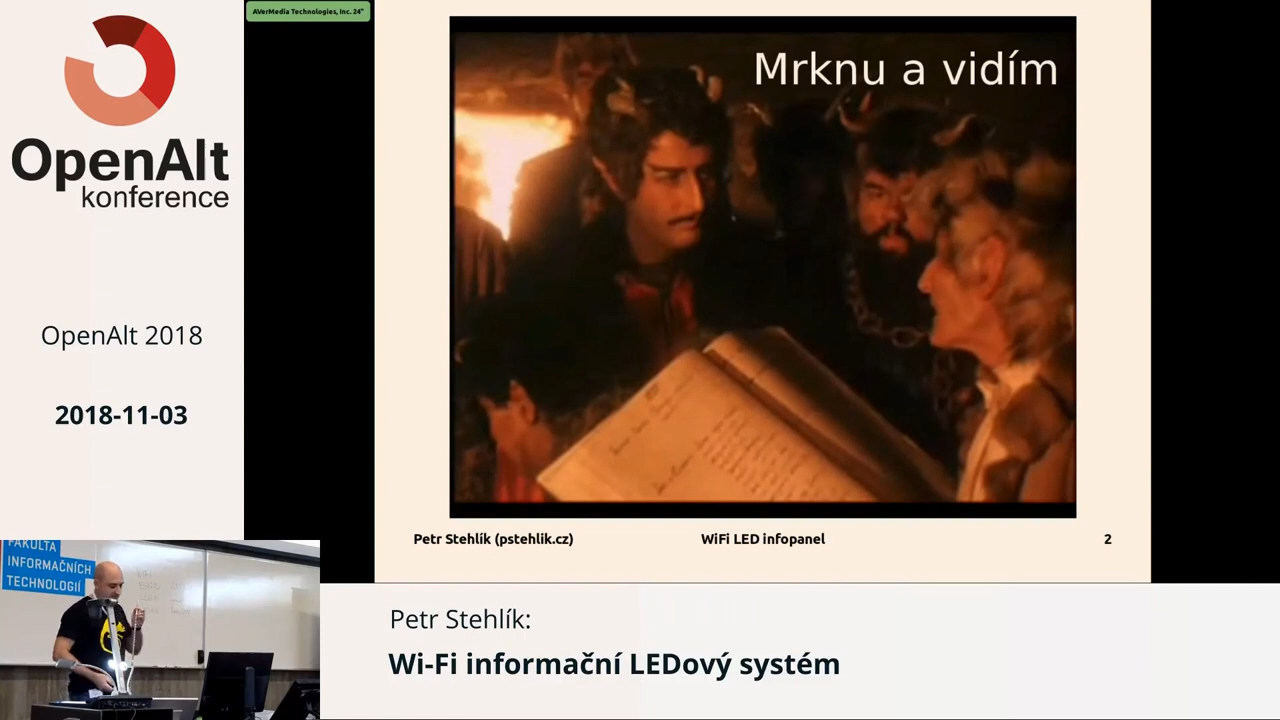 OpenAlt
konference
OpenAlt 2018
2018-11-03
AVerMedia Technologies, Inc. 24"
Mrknu a vidím
Petr Stehlík (pstehlik.cz)
WiFi LED infopanel
2
FAKULTA
INFORMAČNÍCH
TECHNOLOGIÍ
Petr Stehlík:
Wi-Fi informační LEDový systém